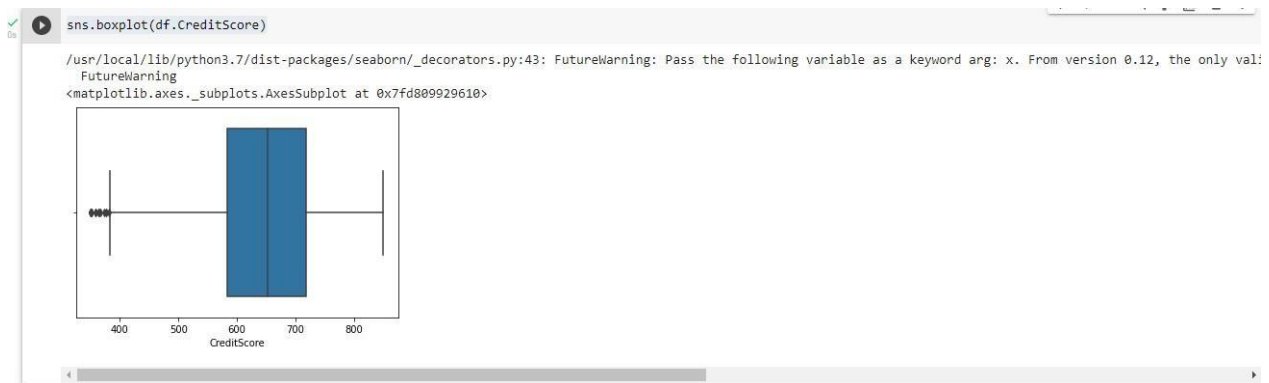 sns.boxplot(df.CreditScore)
0s
/usr/local/lib/python3.7/dist-packages/seaborn/_decorators.py:43: FutureWarning: Pass the following variable as a keyword arg: x. From version 0.12, the only vali
FutureWarning
<matplotlib.axes._subplots.AxesSubplot at 0x7fd809929610>
400 500 600 700 800
CreditScore